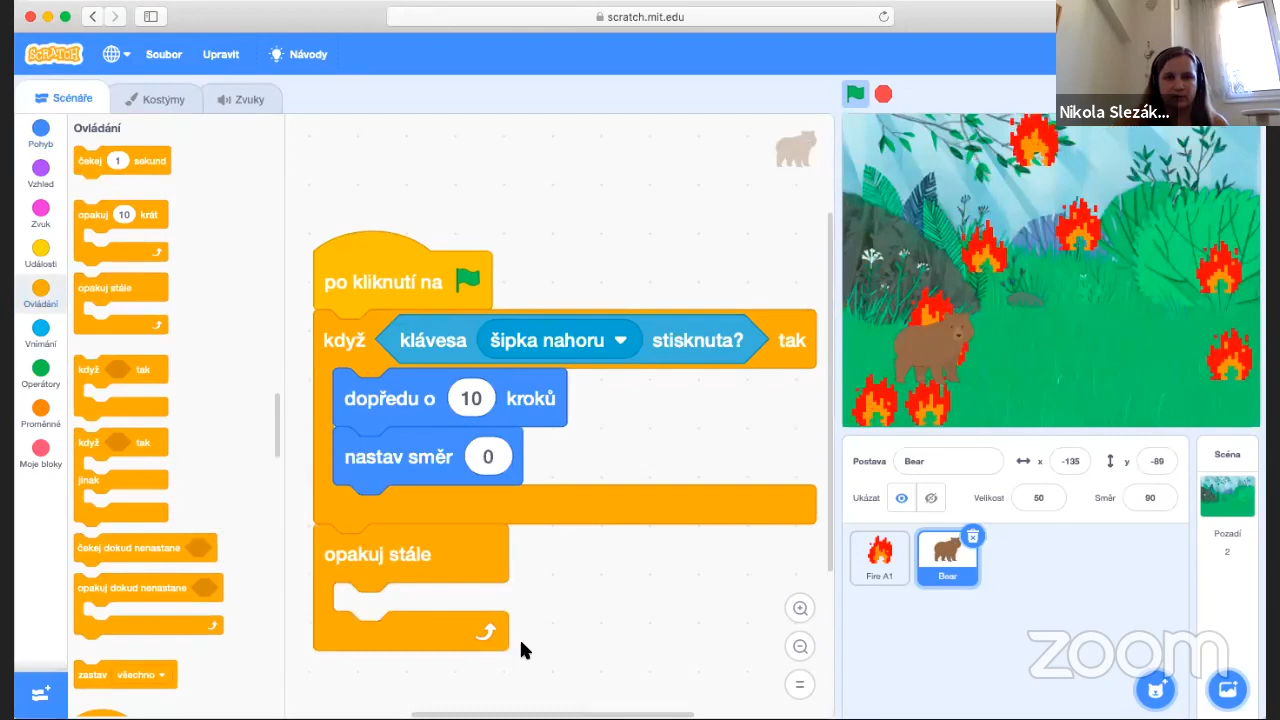 scratch.mit.edu
SCRATCH
Soubor
Upravit
Návody
Nikola Slezák...
Scénáře
Kostýmy
Zvuky
Pohyb
Vzhled
Zvuk
Události
Ovládání
Vnímání
Operátory
Proměnné
Moje bloky
Ovládání
čekej 1 sekund
opakuj 10 krát
opakuj stále
když tak
když tak
jinak
čekej dokud nenastane
opakuj dokud nenastane
zastav všechno
po kliknutí na
když klávesa šipka nahoru stisknuta? tak
dopředu o 10 kroků
nastav směr 0
opakuj stále
Postava Bear x -135 y -89
Ukázat Velikost 50 Směr 90
Fire A1
Bear
Scéna
Pozadí
2
zoom